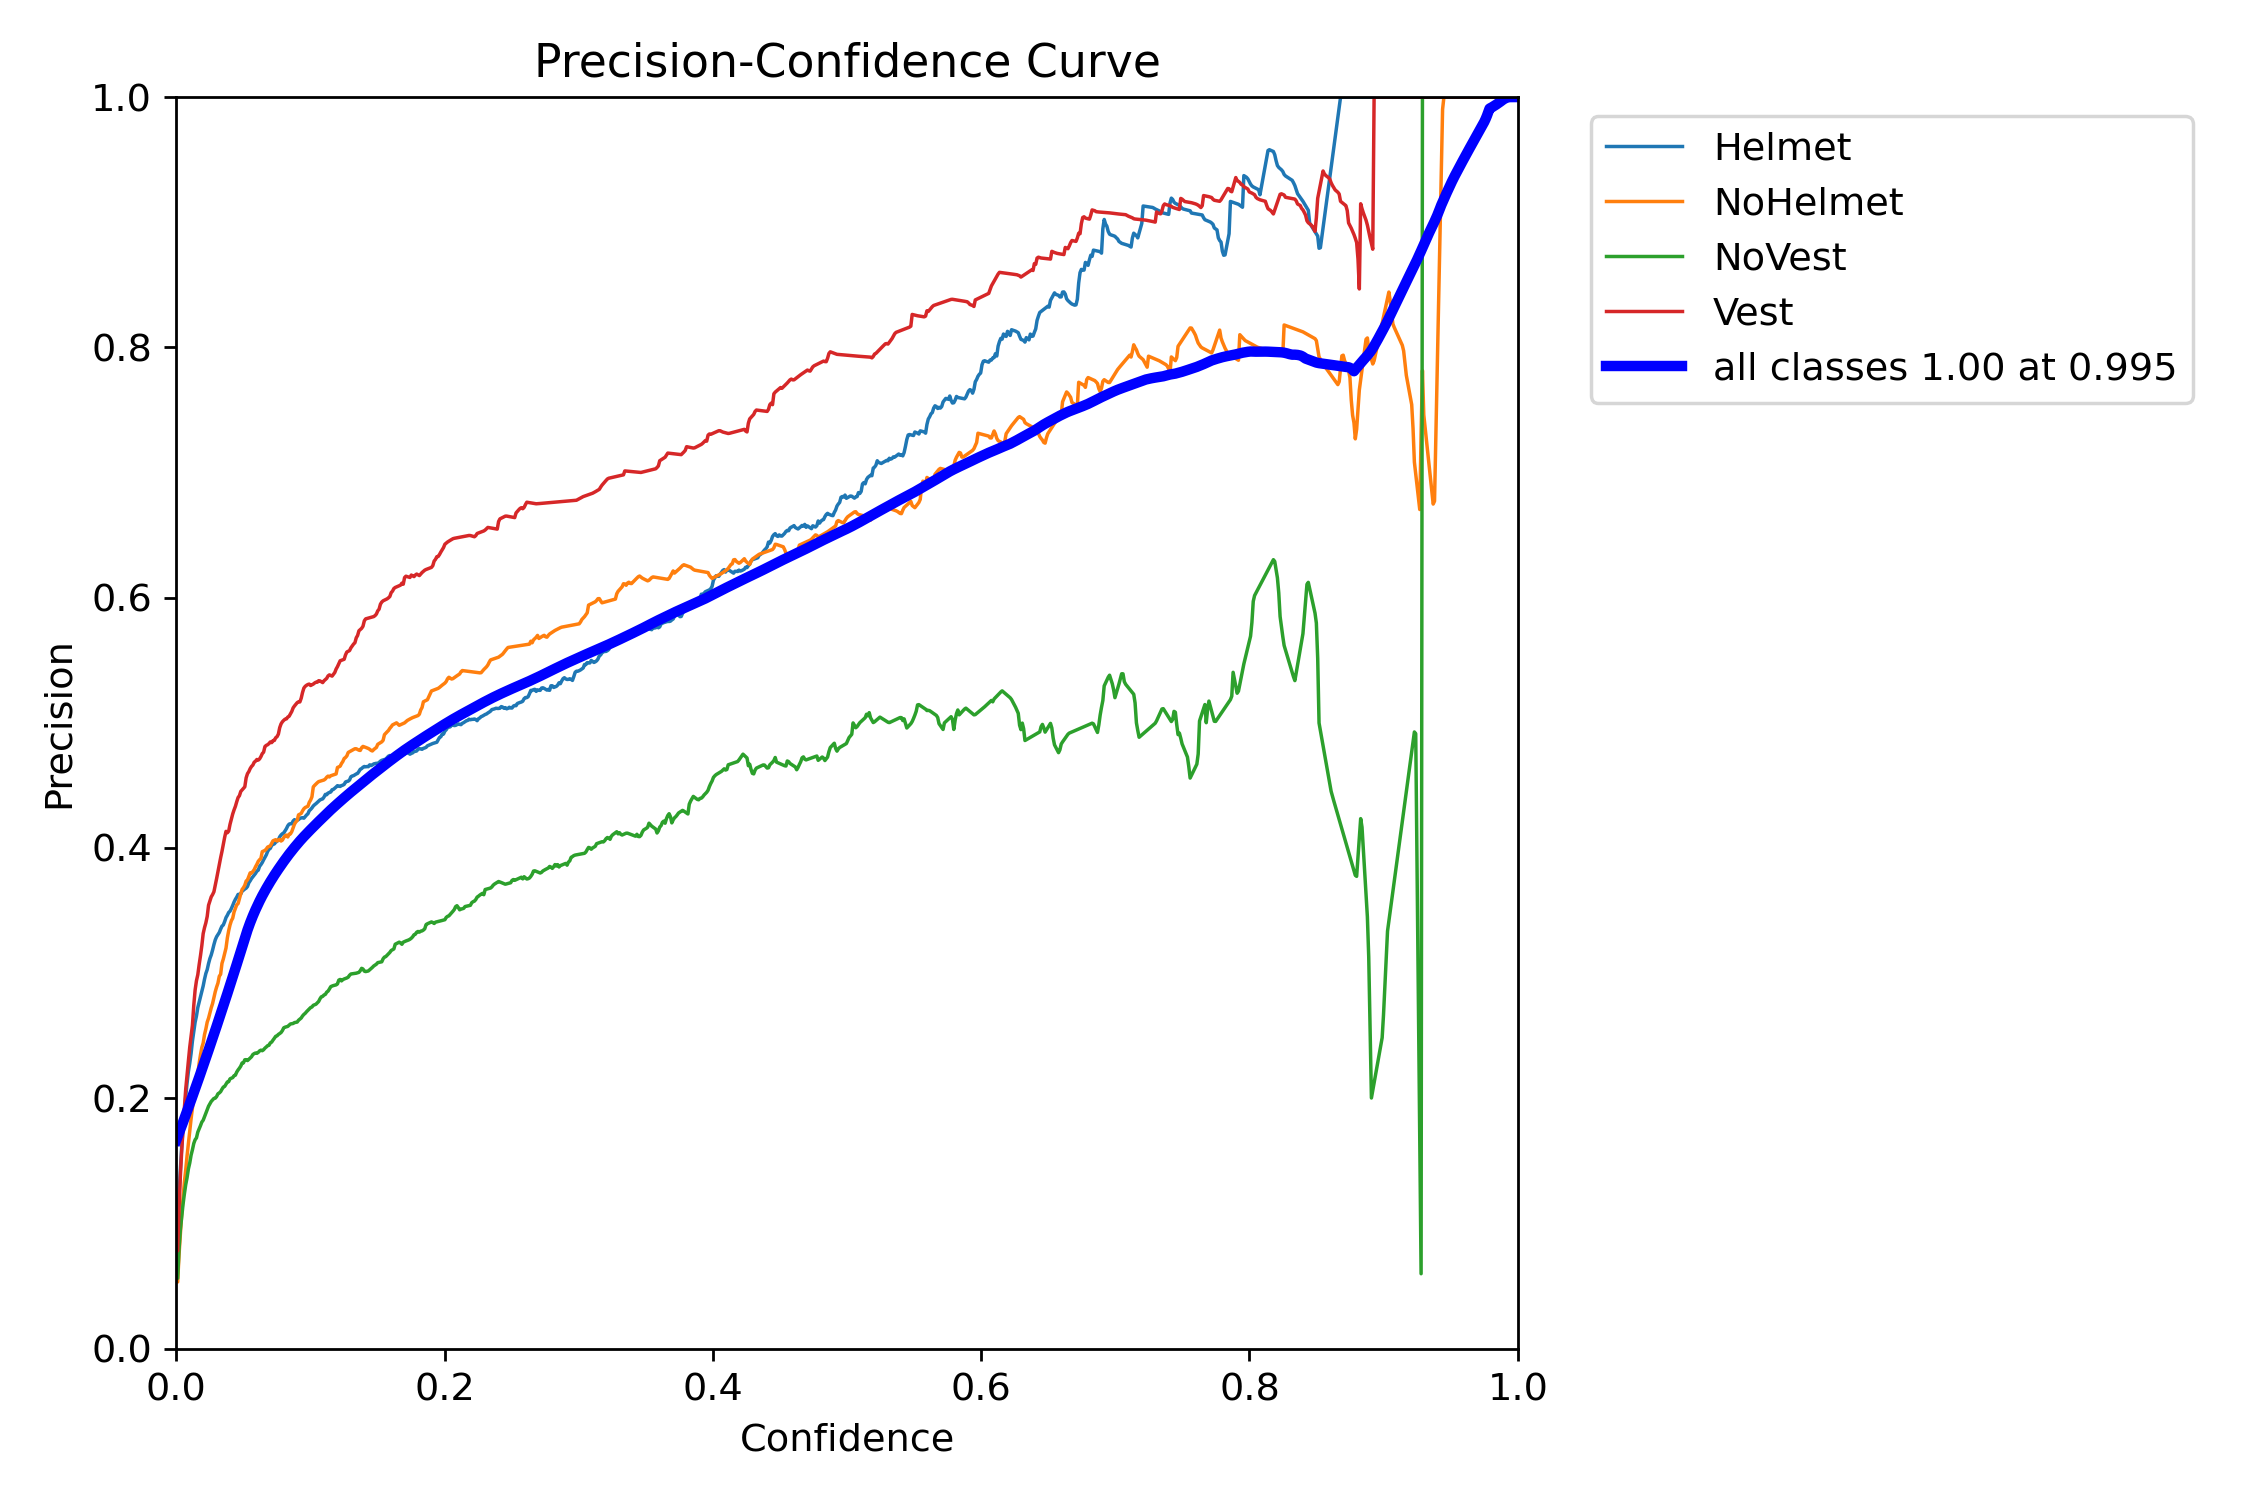 Precision-Confidence Curve
1.0
0.8
0.6
0.4
0.2
0.0
Precision
0.0 0.2 0.4 0.6 0.8 1.0
Confidence
Helmet
NoHelmet
NoVest
Vest
all classes 1.00 at 0.995